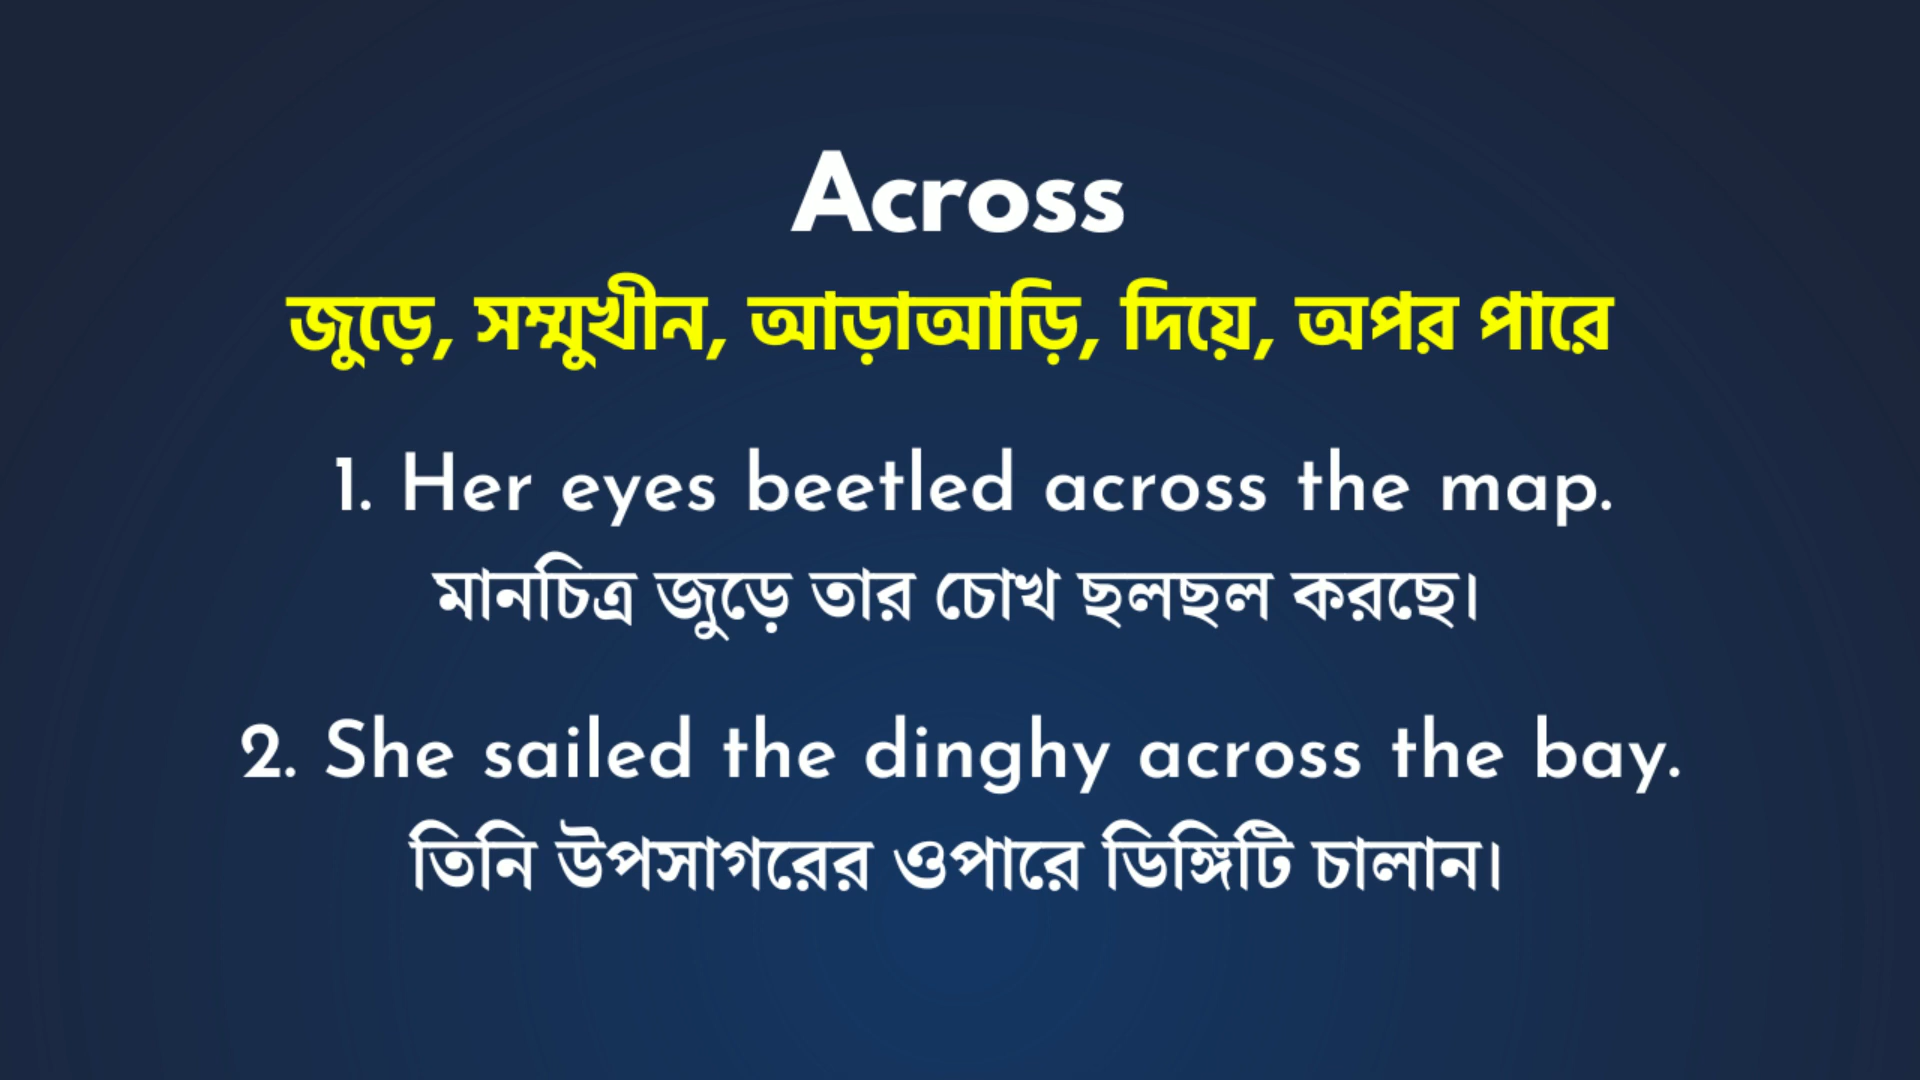 Across
জুড়ে, সম্মুখীন, আড়াআড়ি, দিয়ে, অপর পারে
1. Her eyes beetled across the map.
মানচিত্র জুড়ে তার চোখ ছলছল করছে।
2. She sailed the dinghy across the bay.
তিনি উপসাগরের ওপারে ডিঙ্গিটি চালান।